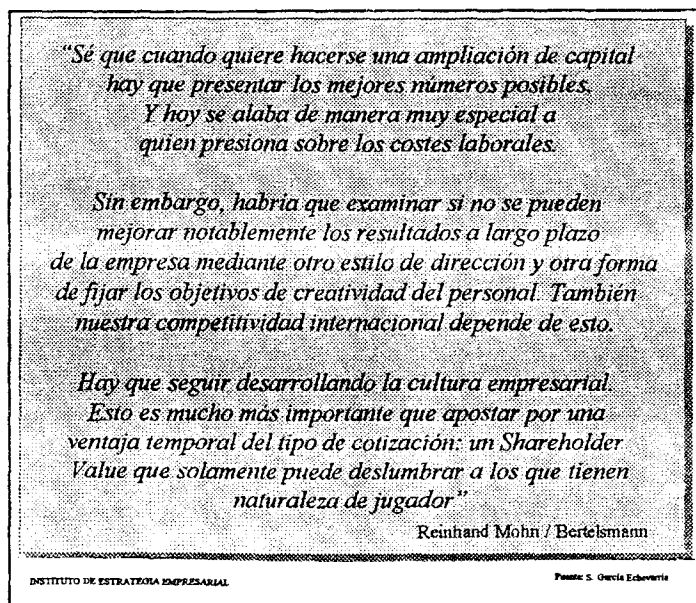 “Sé que cuando quiere hacerse una ampliación de capital
hay que presentar los mejores números posibles.
Y hoy se alaba de manera muy especial a
quien presiona sobre los costes laborales.
Sin embargo, habría que examinar si no se pueden
mejorar notablemente los resultados a largo plazo
de la empresa mediante otro estilo de dirección y otra forma
de fijar los objetivos de creatividad del personal. También
nuestra competitividad internacional depende de esto.
Hay que seguir desarrollando la cultura empresarial.
Esto es mucho más importante que apostar por una
ventaja temporal del tipo de cotización: un Shareholder
Value que solamente puede deslumbrar a los que tienen
naturaleza de jugador”
Reinhand Mohn / Bertelsmann
INSTITUTO DE ESTRATEGIA EMPRESARIAL
Fuente: S. García Echevarría